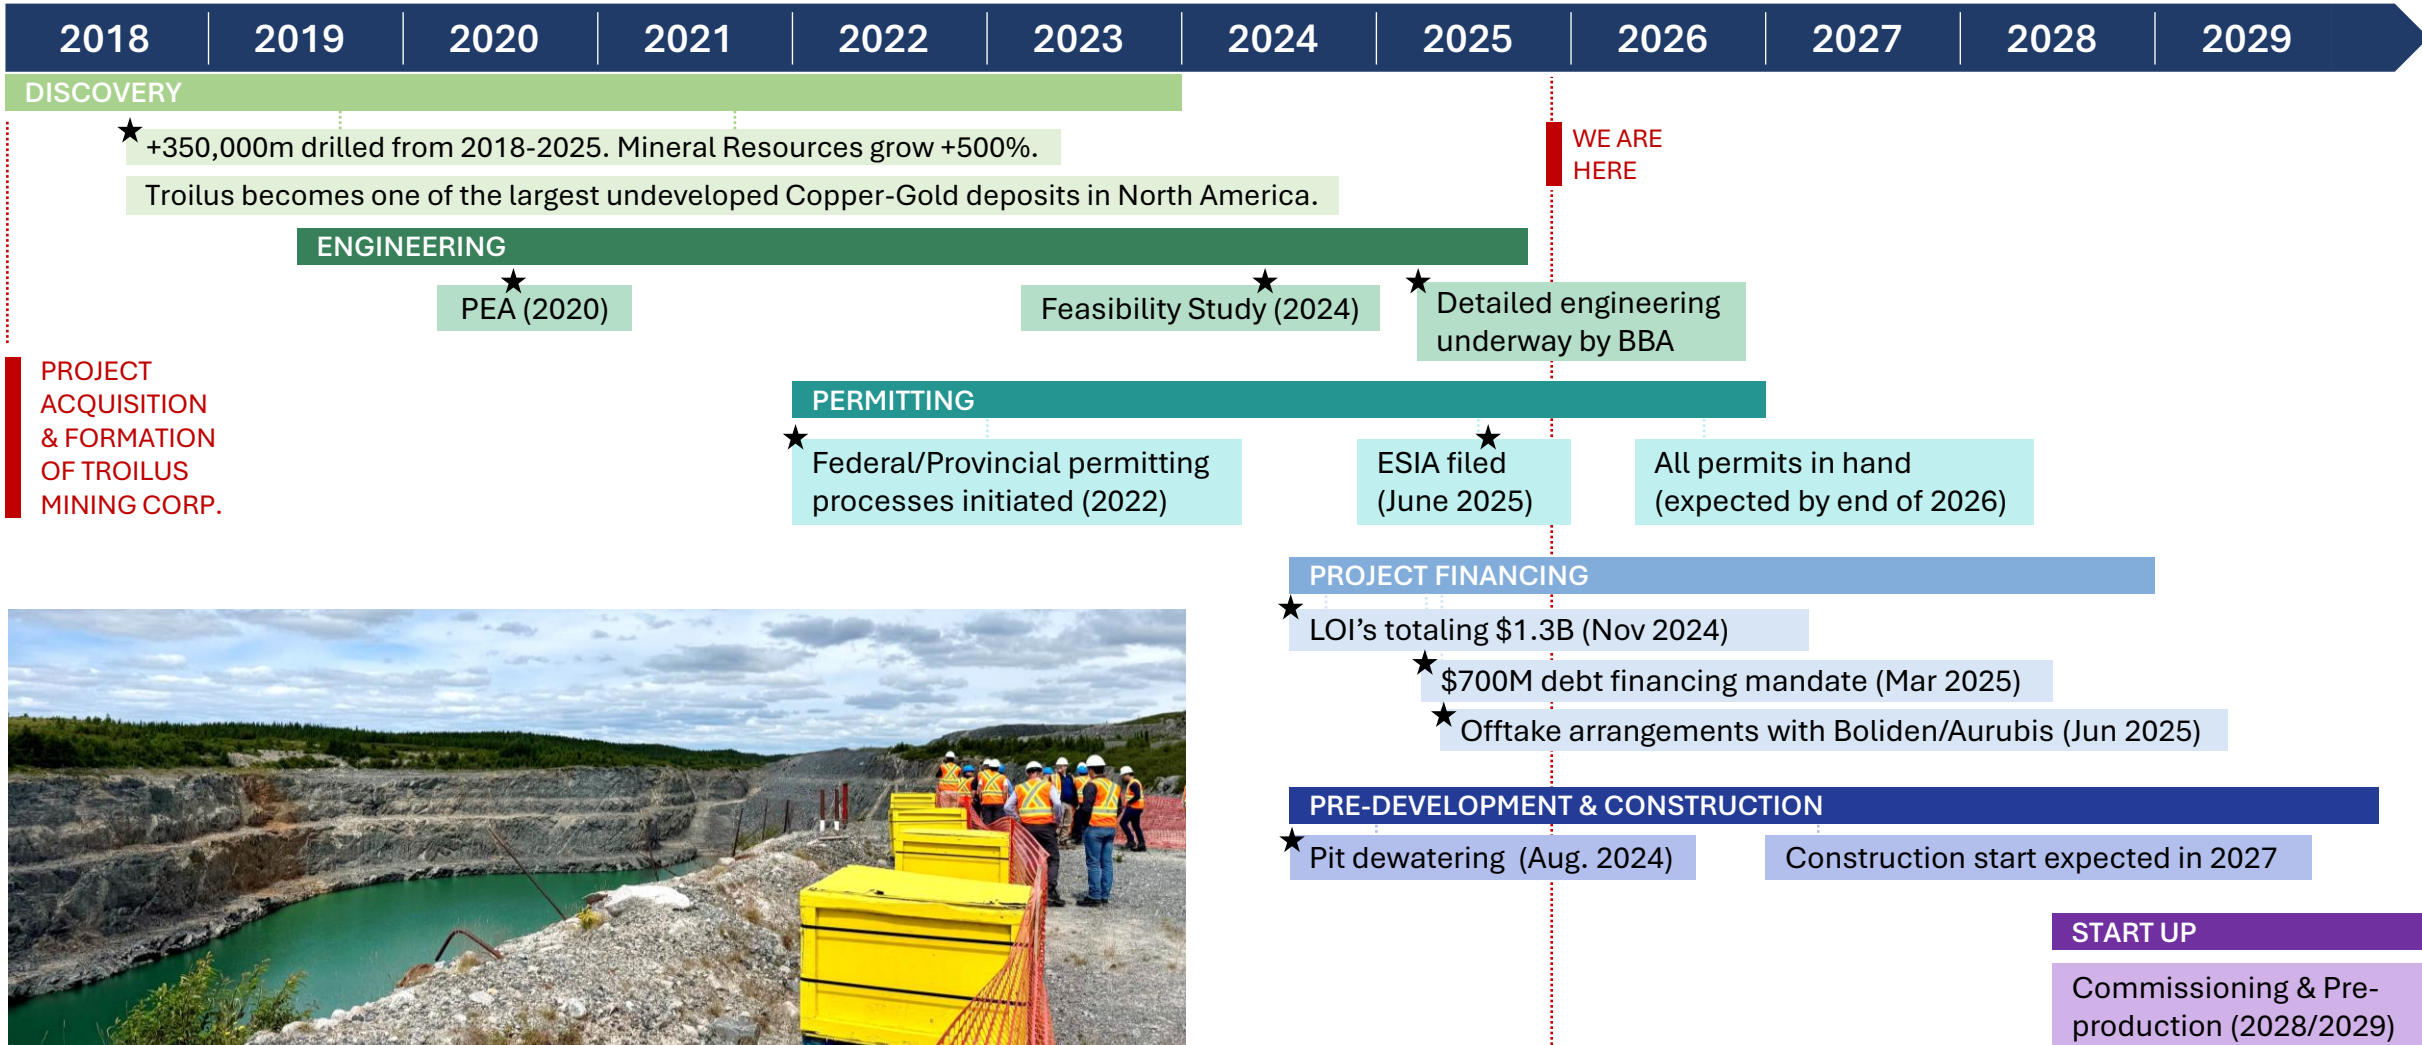 2018 2019 2020 2021 2022 2023 2024 2025 2026 2027 2028 2029
DISCOVERY
+350,000m drilled from 2018-2025. Mineral Resources grow +500%.
Troilus becomes one of the largest undeveloped Copper-Gold deposits in North America.
WE ARE
HERE
ENGINEERING
PEA (2020)
Feasibility Study (2024)
Detailed engineering
underway by BBA
PROJECT
ACQUISITION
& FORMATION
OF TROILUS
MINING CORP.
PERMITTING
Federal/Provincial permitting
processes initiated (2022)
ESIA filed
(June 2025)
All permits in hand
(expected by end of 2026)
PROJECT FINANCING
LOI’s totaling $1.3B (Nov 2024)
$700M debt financing mandate (Mar 2025)
Offtake arrangements with Boliden/Aurubis (Jun 2025)
PRE-DEVELOPMENT & CONSTRUCTION
Pit dewatering (Aug. 2024)
Construction start expected in 2027
START UP
Commissioning & Pre-
production (2028/2029)